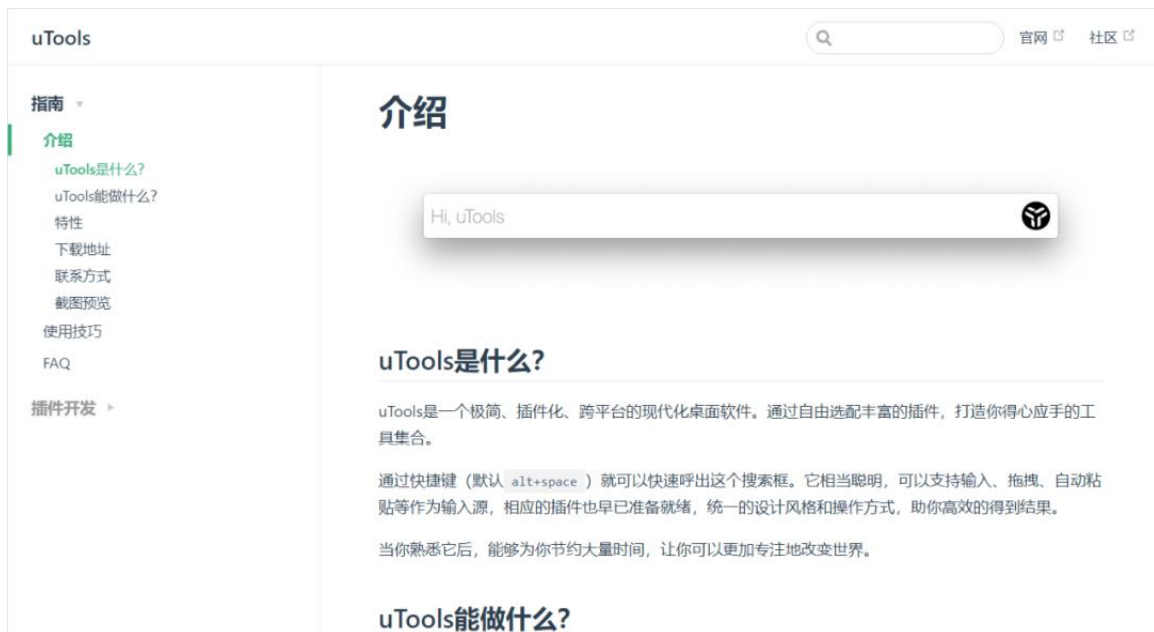 uTools
官网
社区
指南
介绍
uTools是什么?
uTools能做什么?
特性
下载地址
联系方式
截图预览
使用技巧
FAQ
插件开发
介绍
Hi, uTools
uTools是什么?
uTools是一个极简、插件化、跨平台的现代化桌面软件。通过自由选配丰富的插件，打造你得心应手的工
具集合。
通过快捷键（默认 alt+space ）就可以快速呼出这个搜索框。它相当聪明，可以支持输入、拖拽、自动粘
贴等作为输入源，相应的插件也早已准备就绪，统一的设计风格和操作方式，助你高效的得到结果。
当你熟悉它后，能够为你节约大量时间，让你可以更加专注地改变世界。
uTools能做什么?